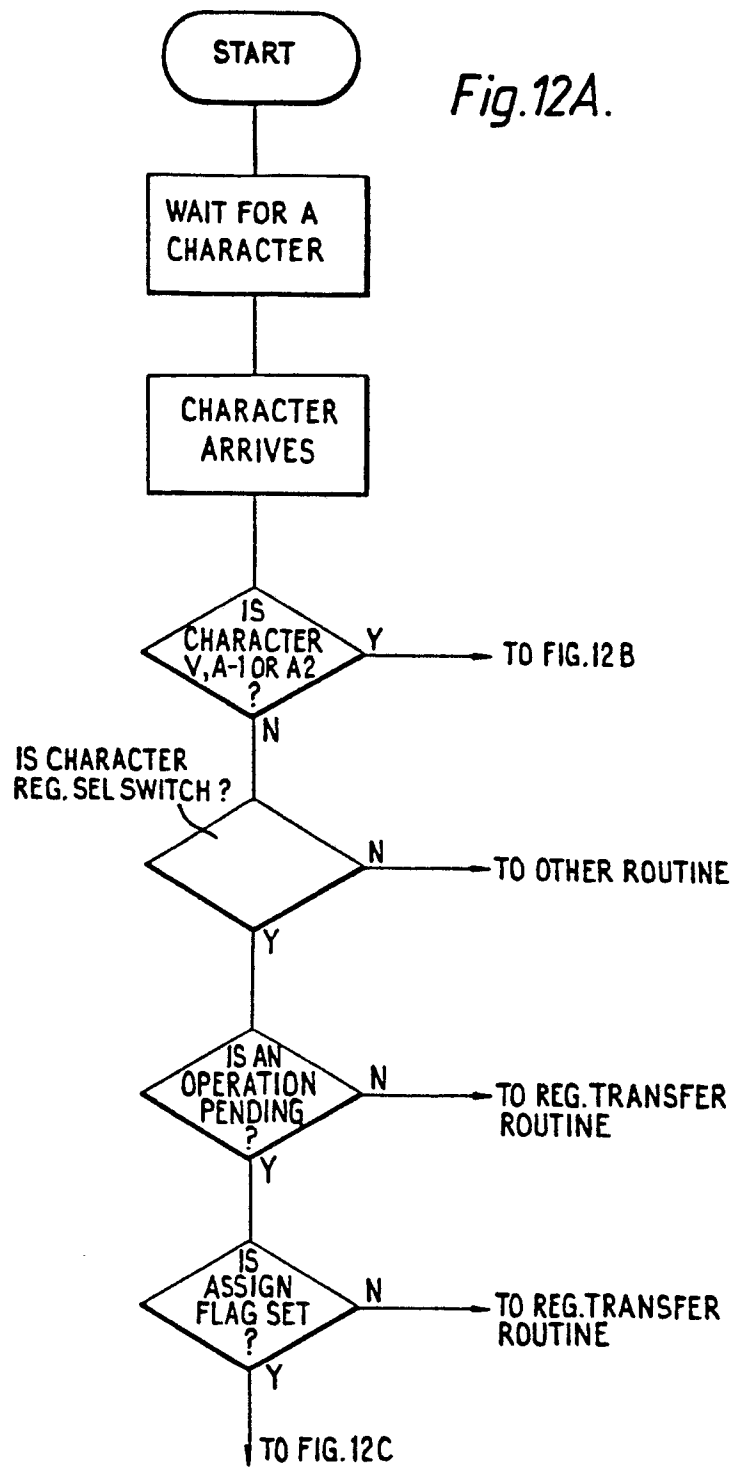 START
Fig.12A.
WAIT FOR A
CHARACTER
CHARACTER
ARRIVES
IS
CHARACTER
V, A-1 OR A2
?
Y
TO FIG.12B
N
IS CHARACTER
REG. SEL SWITCH ?
N
TO OTHER ROUTINE
Y
IS AN
OPERATION
PENDING
?
N
TO REG. TRANSFER
ROUTINE
Y
IS
ASSIGN
FLAG SET
?
N
TO REG. TRANSFER
ROUTINE
Y
TO FIG.12C